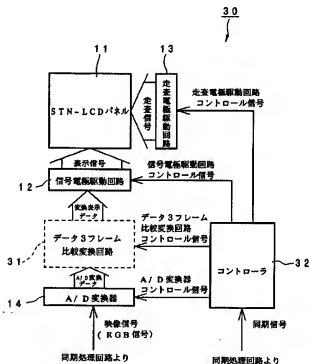 30
11
13
STN-LCDパネル
走査信号
走査電極駆動回路
走査電極駆動回路
コントロール信号
表示信号
信号電極駆動回路
12
信号電極駆動回路
コントロール信号
変換表示
データ
データ3フレーム
比較変換回路
31
データ3フレーム
比較変換回路
コントロール信号
コントローラ
32
A/D変換
データ
A/D変換器
14
A/D変換器
コントロール信号
映像信号
(RGB信号)
同期信号
同期処理回路より
同期処理回路より